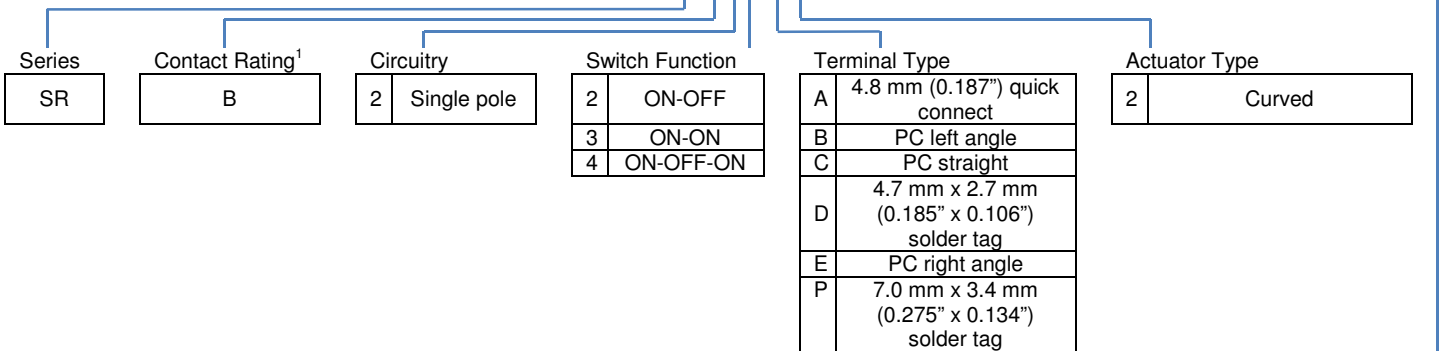 Series
Contact Rating1
Circuitry
Switch Function
Terminal Type
Actuator Type
SR
B
2 Single pole
2 ON-OFF
3 ON-ON
4 ON-OFF-ON
A 4.8 mm (0.187”) quick
connect
B PC left angle
C PC straight
D 4.7 mm x 2.7 mm
(0.185” x 0.106”)
solder tag
E PC right angle
P 7.0 mm x 3.4 mm
(0.275” x 0.134”)
solder tag
2 Curved